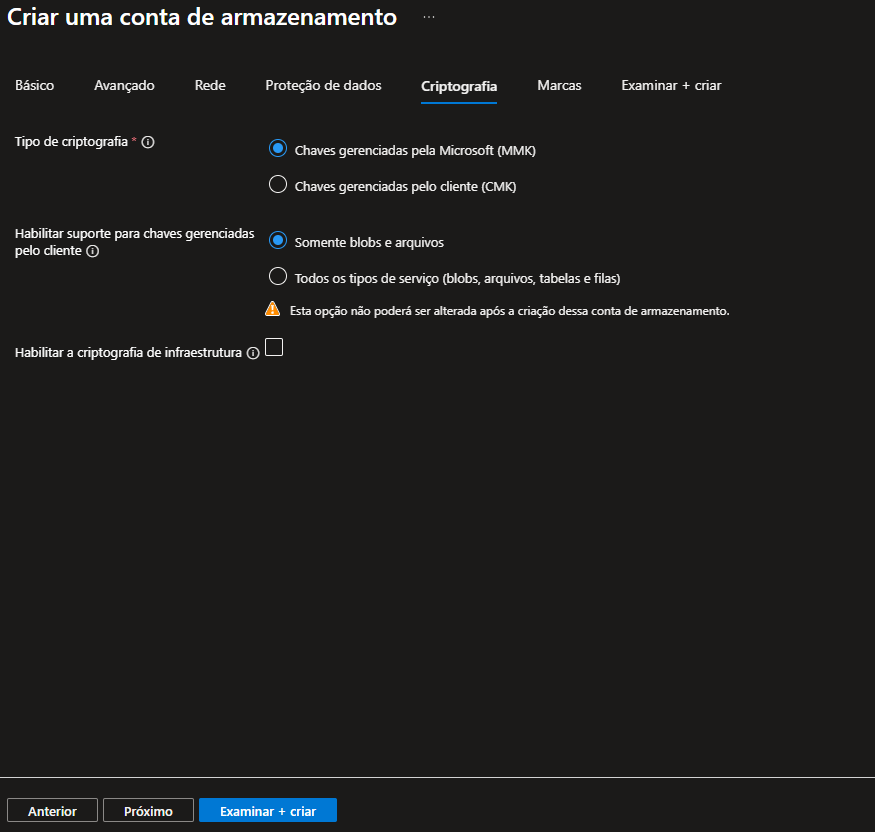 Criar uma conta de armazenamento ...
Básico Avançado Rede Proteção de dados Criptografia Marcas Examinar + criar
Tipo de criptografia *
Chaves gerenciadas pela Microsoft (MMK)
Chaves gerenciadas pelo cliente (CMK)
Habilitar suporte para chaves gerenciadas
pelo cliente
Somente blobs e arquivos
Todos os tipos de serviço (blobs, arquivos, tabelas e filas)
Esta opção não poderá ser alterada após a criação dessa conta de armazenamento.
Habilitar a criptografia de infraestrutura
Anterior Próximo Examinar + criar